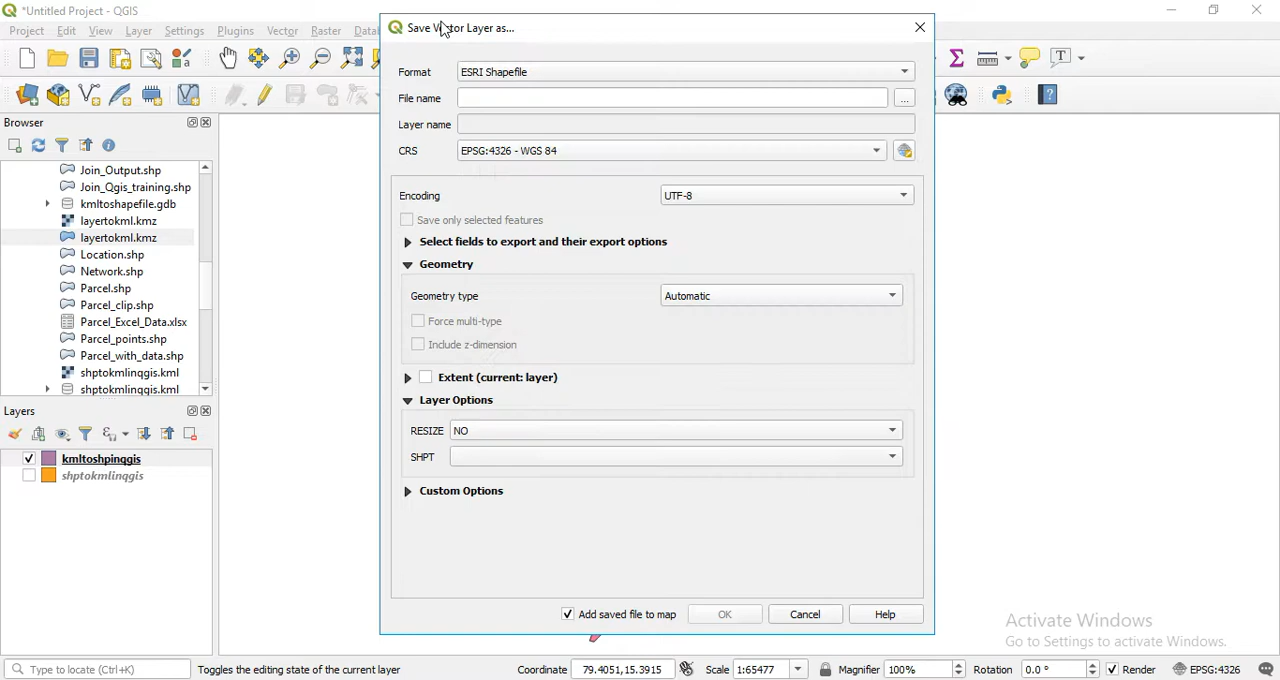 *Untitled Project - QGIS
Project Edit View Layer Settings Plugins Vector Raster
Save Vector Layer as...
Format ESRI Shapefile
File name ...
Layer name
CRS EPSG:4326 - WGS 84
Encoding UTF-8
Save only selected features
Select fields to export and their export options
Geometry
Geometry type Automatic
Force multi-type
Include z-dimension
Extent (current: layer)
Layer Options
RESIZE NO
SHPT
Custom Options
Add saved file to map OK Cancel Help
Browser
Join_Output.shp
Join_Qgis_training.shp
kmltoshapefile.gdb
layertokml.kmz
layertokml.kmz
Location.shp
Network.shp
Parcel.shp
Parcel_clip.shp
Parcel_Excel_Data.xlsx
Parcel_points.shp
Parcel_with_data.shp
shptokmlinqgis.kml
shptokmlinqgis.kml
Layers
kmltoshpinqgis
shptokmlinqgis
Activate Windows
Go to Settings to activate Windows.
Type to locate (Ctrl+K) Toggles the editing state of the current layer Coordinate 79.4051,15.3915 Scale 1:65477 Magnifier 100% Rotation 0.0 ° Render EPSG:4326